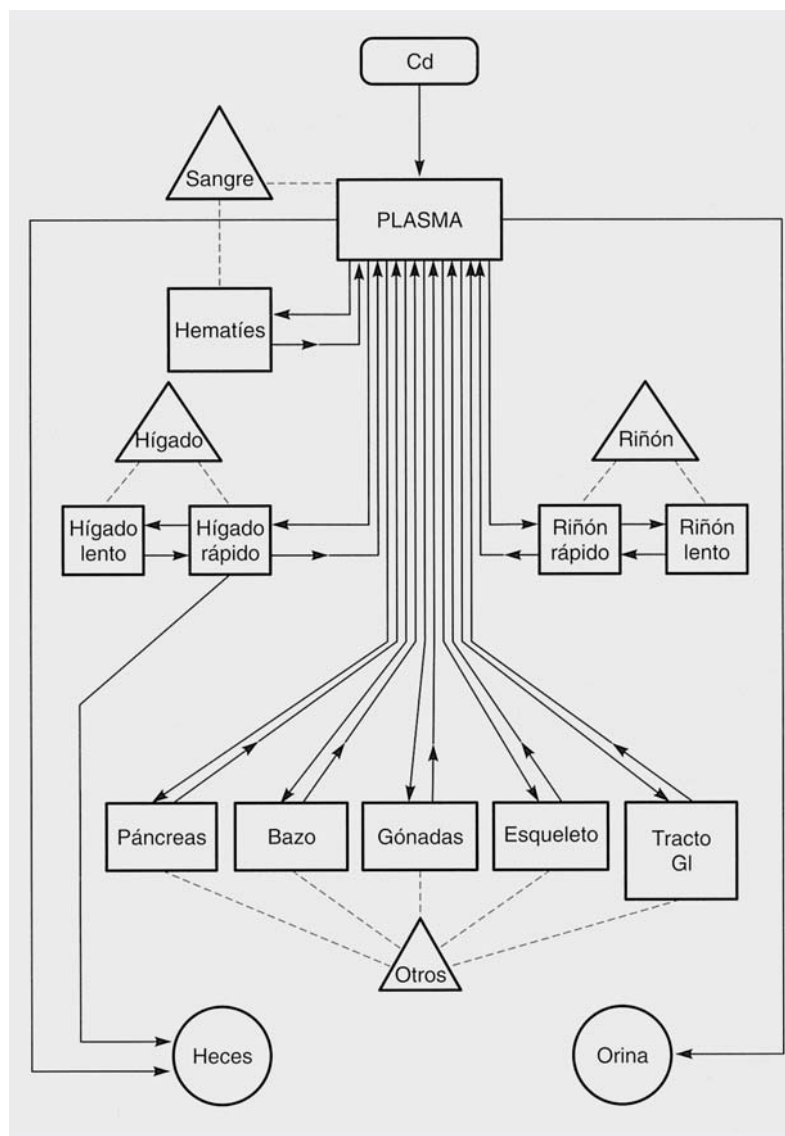 Cd
Sangre
PLASMA
Hematíes
Hígado
Riñón
Hígado
lento
Hígado
rápido
Riñón
rápido
Riñón
lento
Páncreas
Bazo
Gónadas
Esqueleto
Tracto
GI
Otros
Heces
Orina